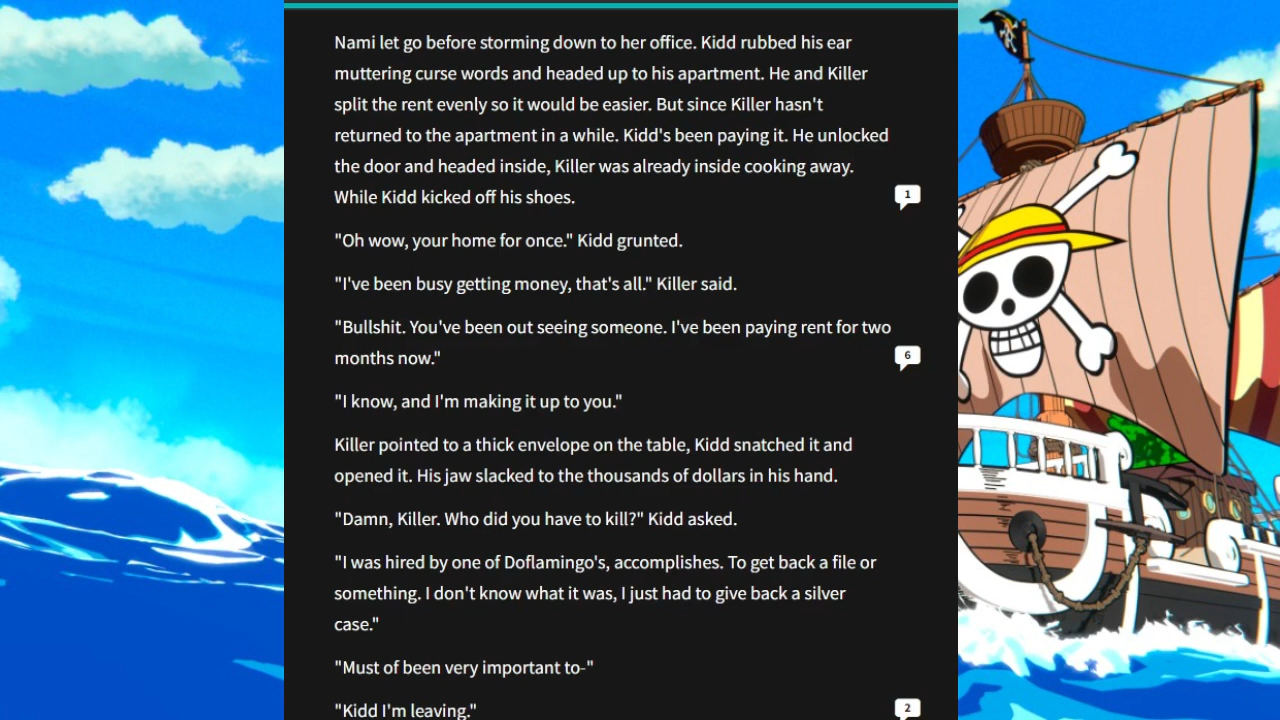 Nami let go before storming down to her office. Kidd rubbed his ear
muttering curse words and headed up to his apartment. He and Killer
split the rent evenly so it would be easier. But since Killer hasn't
returned to the apartment in a while. Kidd's been paying it. He unlocked
the door and headed inside, Killer was already inside cooking away.
While Kidd kicked off his shoes.
1
"Oh wow, your home for once." Kidd grunted.
"I've been busy getting money, that's all." Killer said.
"Bullshit. You've been out seeing someone. I've been paying rent for two
months now."
6
"I know, and I'm making it up to you."
Killer pointed to a thick envelope on the table, Kidd snatched it and
opened it. His jaw slacked to the thousands of dollars in his hand.
"Damn, Killer. Who did you have to kill?" Kidd asked.
"I was hired by one of Doflamingo's, accomplishes. To get back a file or
something. I don't know what it was, I just had to give back a silver
case."
"Must of been very important to-"
"Kidd I'm leaving."
2